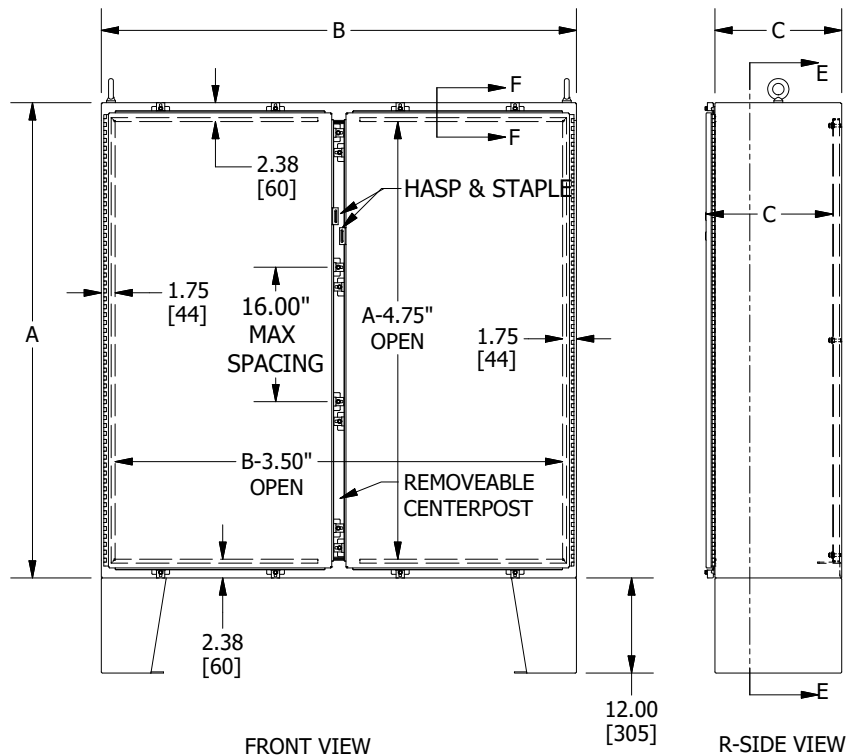 B
C
F
E
F
2.38
[60]
HASP & STAPLE
C
1.75
[44]
16.00"
MAX
SPACING
A-4.75"
OPEN
1.75
[44]
A
B-3.50"
OPEN
REMOVEABLE
CENTERPOST
2.38
[60]
E
12.00
[305]
FRONT VIEW
R-SIDE VIEW